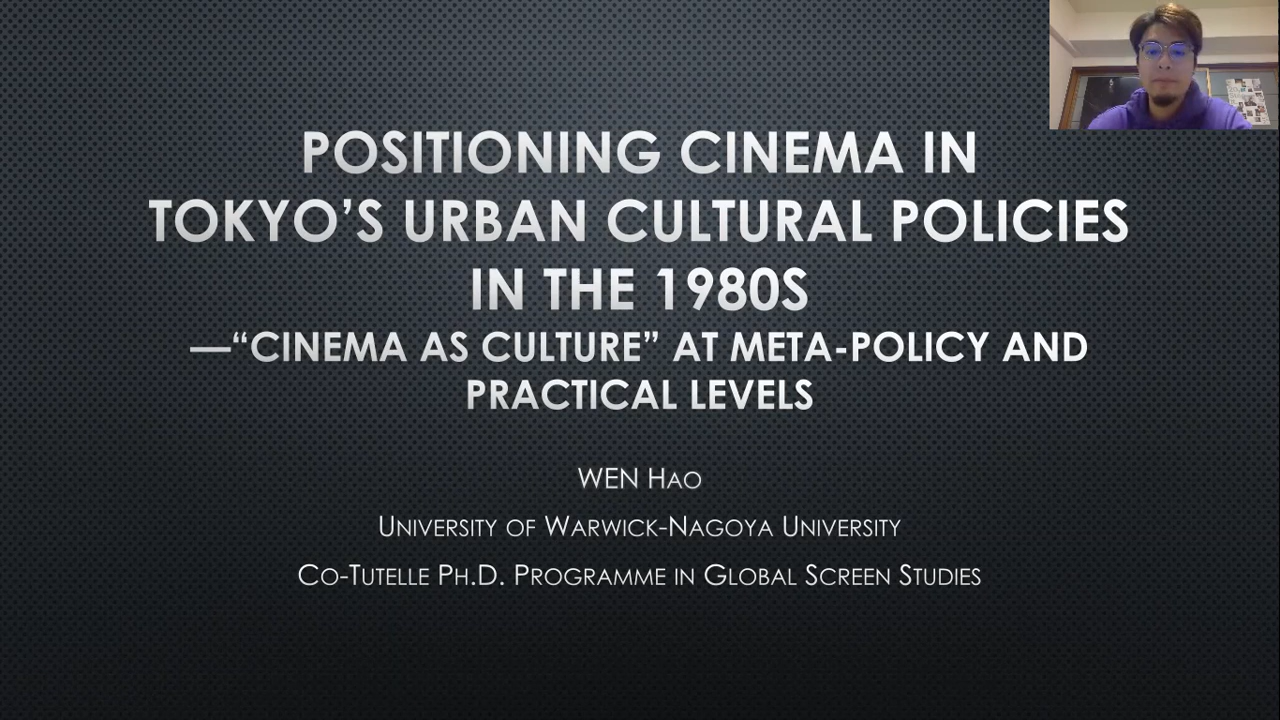 POSITIONING CINEMA IN
TOKYO’S URBAN CULTURAL POLICIES
IN THE 1980S
—“CINEMA AS CULTURE” AT META-POLICY AND
PRACTICAL LEVELS
WEN HAO
UNIVERSITY OF WARWICK-NAGOYA UNIVERSITY
CO-TUTELLE PH.D. PROGRAMME IN GLOBAL SCREEN STUDIES